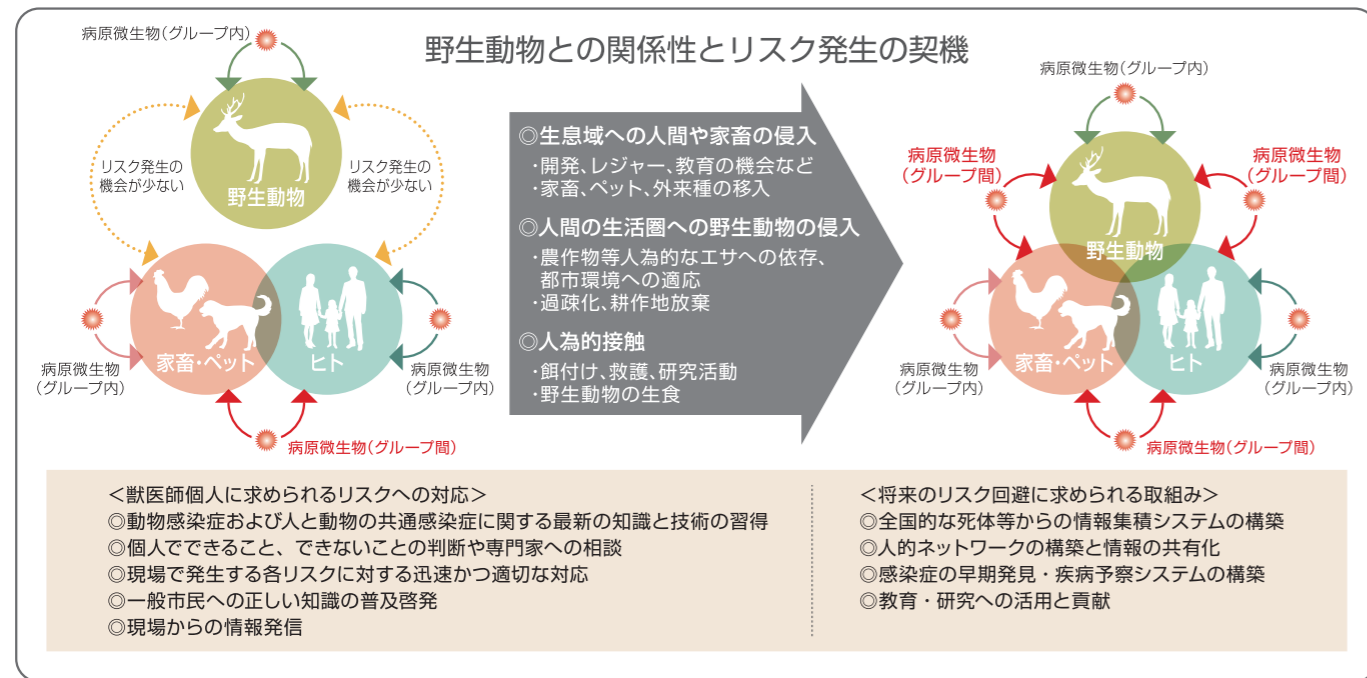 野生動物との関係性とリスク発生の契機
病原微生物(グループ内)
リスク発生の
機会が少ない
リスク発生の
機会が少ない
野生動物
家畜・ペット
ヒト
病原微生物
(グループ内)
病原微生物
(グループ内)
病原微生物(グループ間)
◎生息域への人間や家畜の侵入
・開発、レジャー、教育の機会など
・家畜、ペット、外来種の移入
◎人間の生活圏への野生動物の侵入
・農作物等人為的なエサへの依存、
都市環境への適応
・過疎化、耕作地放棄
◎人為的接触
・餌付け、救護、研究活動
・野生動物の生食
病原微生物(グループ内)
病原微生物
(グループ間)
病原微生物
(グループ間)
野生動物
家畜・ペット
ヒト
病原微生物
(グループ内)
病原微生物
(グループ内)
病原微生物(グループ間)
＜獣医師個人に求められるリスクへの対応＞
◎動物感染症および人と動物の共通感染症に関する最新の知識と技術の習得
◎個人でできること、できないことの判断や専門家への相談
◎現場で発生する各リスクに対する迅速かつ適切な対応
◎一般市民への正しい知識の普及啓発
◎現場からの情報発信
＜将来のリスク回避に求められる取組み＞
◎全国的な死体等からの情報集積システムの構築
◎人的ネットワークの構築と情報の共有化
◎感染症の早期発見・疾病予察システムの構築
◎教育・研究への活用と貢献